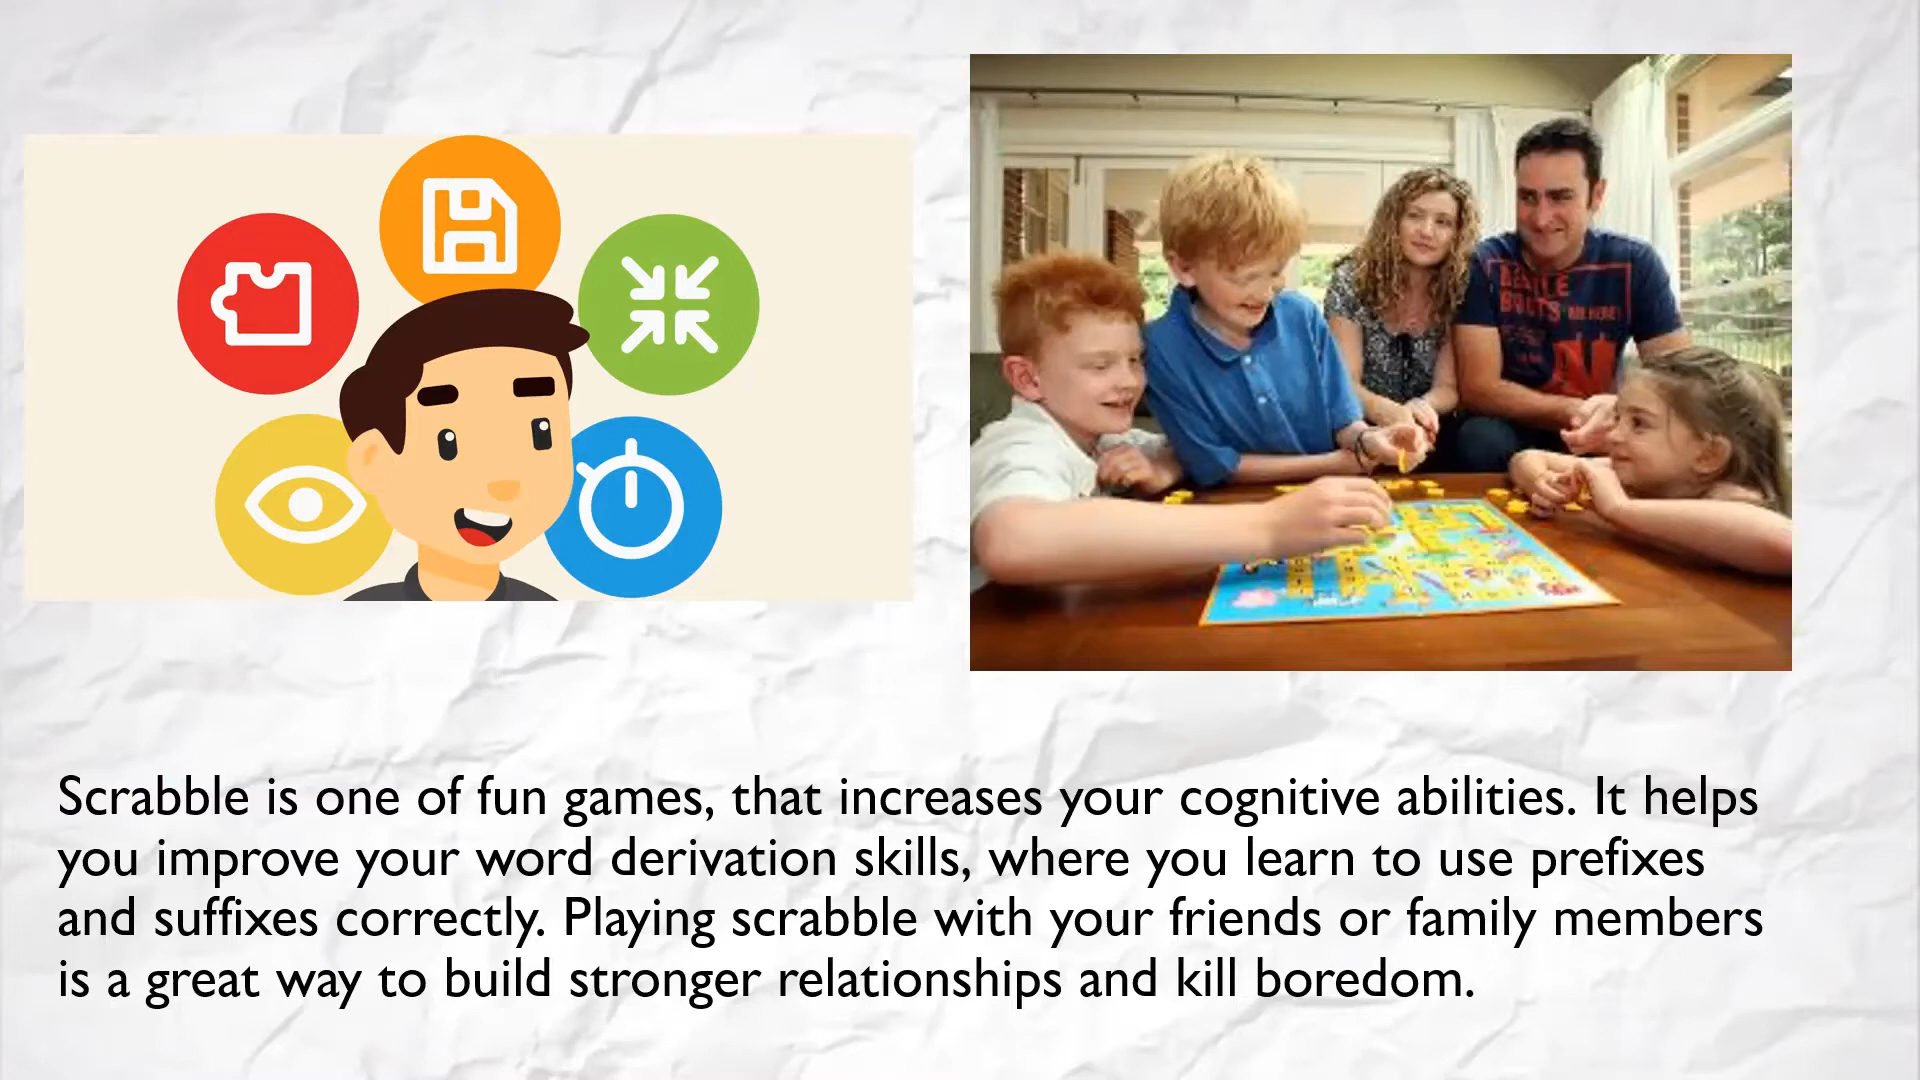 Scrabble is one of fun games, that increases your cognitive abilities. It helps
you improve your word derivation skills, where you learn to use prefixes
and suffixes correctly. Playing scrabble with your friends or family members
is a great way to build stronger relationships and kill boredom.